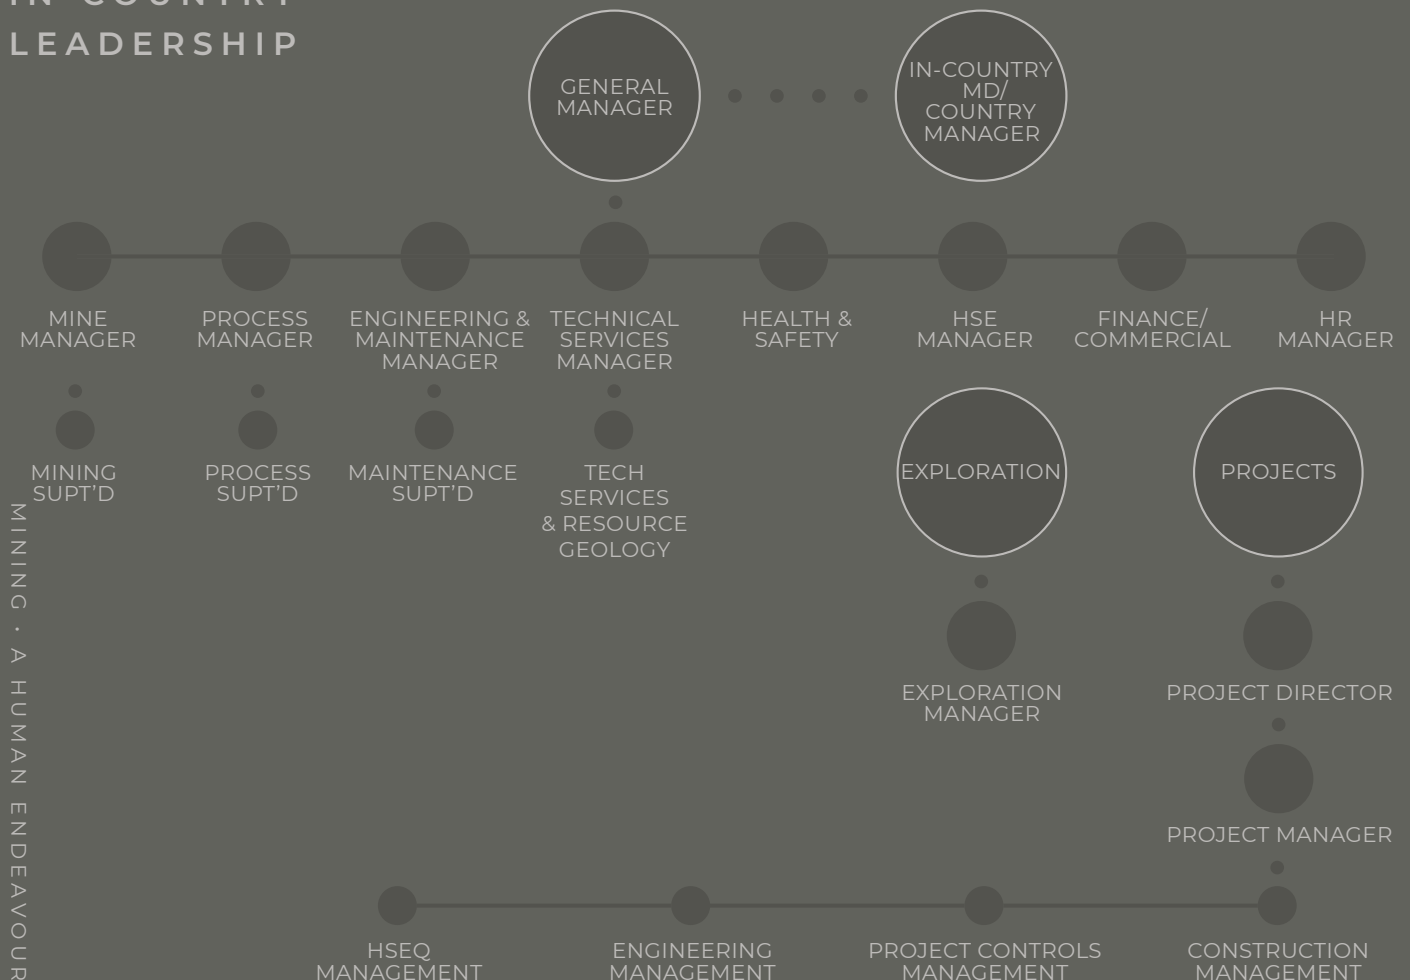 IN-COUNTRY
LEADERSHIP
GENERAL
MANAGER
IN-COUNTRY
MD/
COUNTRY
MANAGER
MINE
MANAGER
PROCESS
MANAGER
ENGINEERING &
MAINTENANCE
MANAGER
TECHNICAL
SERVICES
MANAGER
HEALTH &
SAFETY
HSE
MANAGER
FINANCE/
COMMERCIAL
HR
MANAGER
MINING
SUPT’D
PROCESS
SUPT’D
MAINTENANCE
SUPT’D
TECH
SERVICES
& RESOURCE
GEOLOGY
EXPLORATION
PROJECTS
EXPLORATION
MANAGER
PROJECT DIRECTOR
PROJECT MANAGER
HSEQ
MANAGEMENT
ENGINEERING
MANAGEMENT
PROJECT CONTROLS
MANAGEMENT
CONSTRUCTION
MANAGEMENT
MINING • A HUMAN ENDEAVOUR